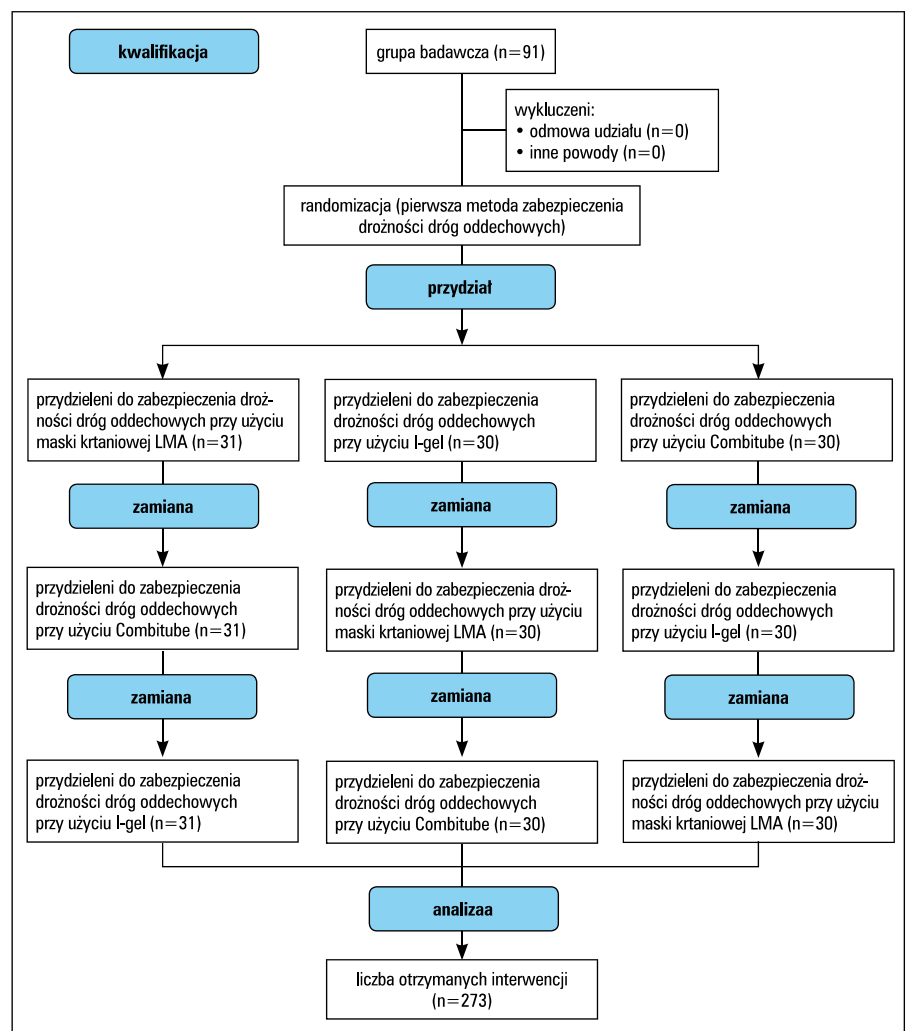 kwalifikacja
grupa badawcza (n=91)
wykluczeni:
• odmowa udziału (n=0)
• inne powody (n=0)
randomizacja (pierwsza metoda zabezpieczenia
drożności dróg oddechowych)
przydział
przydzieleni do zabezpieczenia droż-
ności dróg oddechowych przy użyciu
maski krtaniowej LMA (n=31)
przydzieleni do zabezpieczenia
drożności dróg oddechowych
przy użyciu I-gel (n=30)
przydzieleni do zabezpieczenia
drożności dróg oddechowych
przy użyciu Combitube (n=30)
zamiana
zamiana
zamiana
przydzieleni do zabezpieczenia
drożności dróg oddechowych
przy użyciu Combitube (n=31)
przydzieleni do zabezpieczenia droż-
ności dróg oddechowych przy użyciu
maski krtaniowej LMA (n=30)
przydzieleni do zabezpieczenia
drożności dróg oddechowych
przy użyciu I-gel (n=30)
zamiana
zamiana
zamiana
przydzieleni do zabezpieczenia
drożności dróg oddechowych
przy użyciu I-gel (n=31)
przydzieleni do zabezpieczenia
drożności dróg oddechowych
przy użyciu Combitube (n=30)
przydzieleni do zabezpieczenia droż-
ności dróg oddechowych przy użyciu
maski krtaniowej LMA (n=30)
analizaa
liczba otrzymanych interwencji
(n=273)